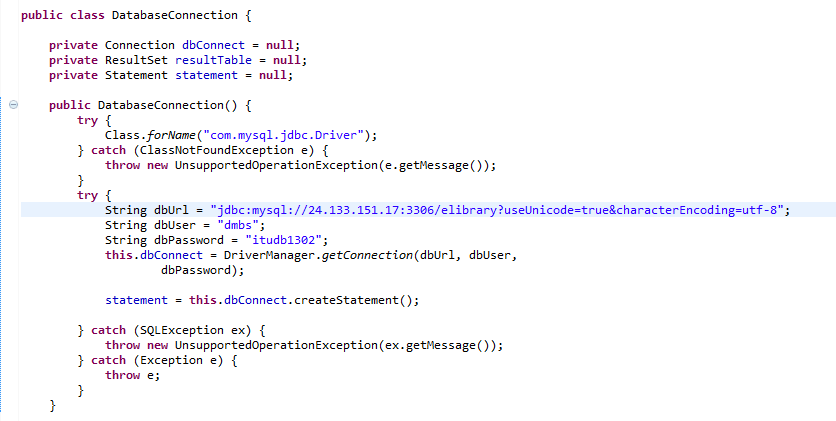 public class DatabaseConnection {
private Connection dbConnect = null;
private ResultSet resultTable = null;
private Statement statement = null;
public DatabaseConnection() {
try {
Class.forName("com.mysql.jdbc.Driver");
} catch (ClassNotFoundException e) {
throw new UnsupportedOperationException(e.getMessage());
}
try {
String dbUrl = "jdbc:mysql://24.133.151.17:3306/elibrary?useUnicode=true&characterEncoding=utf-8";
String dbUser = "dmbs";
String dbPassword = "itudb1302";
this.dbConnect = DriverManager.getConnection(dbUrl, dbUser,
dbPassword);
statement = this.dbConnect.createStatement();
} catch (SQLException ex) {
throw new UnsupportedOperationException(ex.getMessage());
} catch (Exception e) {
throw e;
}
}